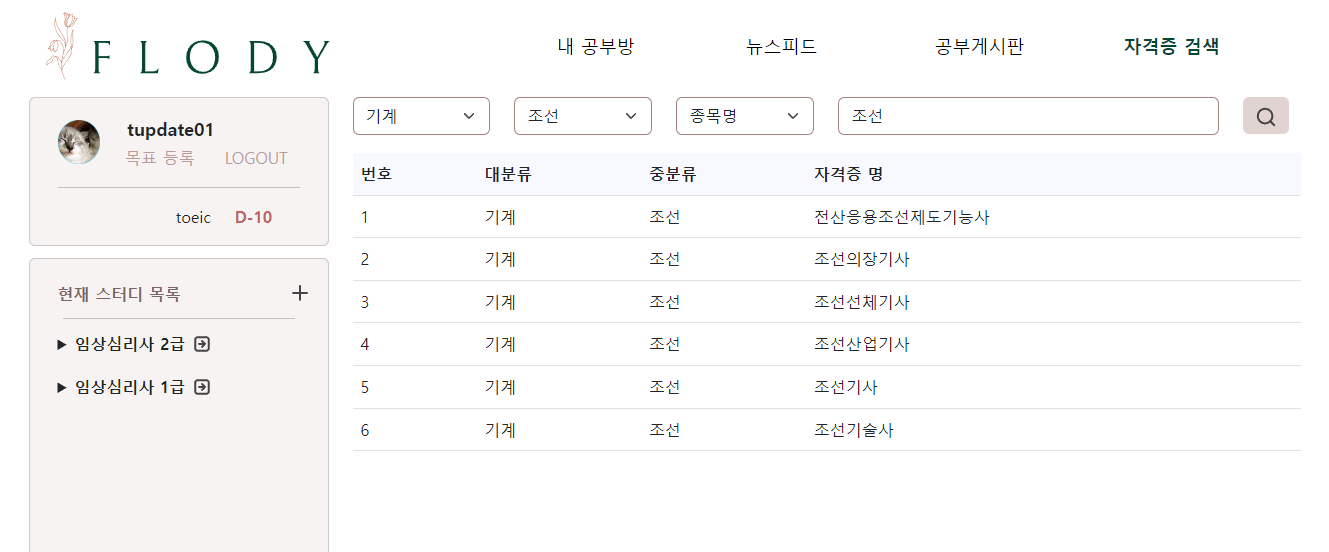 FLODY
내 공부방 뉴스피드 공부게시판 자격증 검색
tupdate01
목표 등록 LOGOUT
toeic D-10
현재 스터디 목록
임상심리사 2급
임상심리사 1급
기계 조선 종목명 조선
번호 대분류 중분류 자격증 명
1 기계 조선 전산응용조선제도기능사
2 기계 조선 조선의장기사
3 기계 조선 조선선체기사
4 기계 조선 조선산업기사
5 기계 조선 조선기사
6 기계 조선 조선기술사